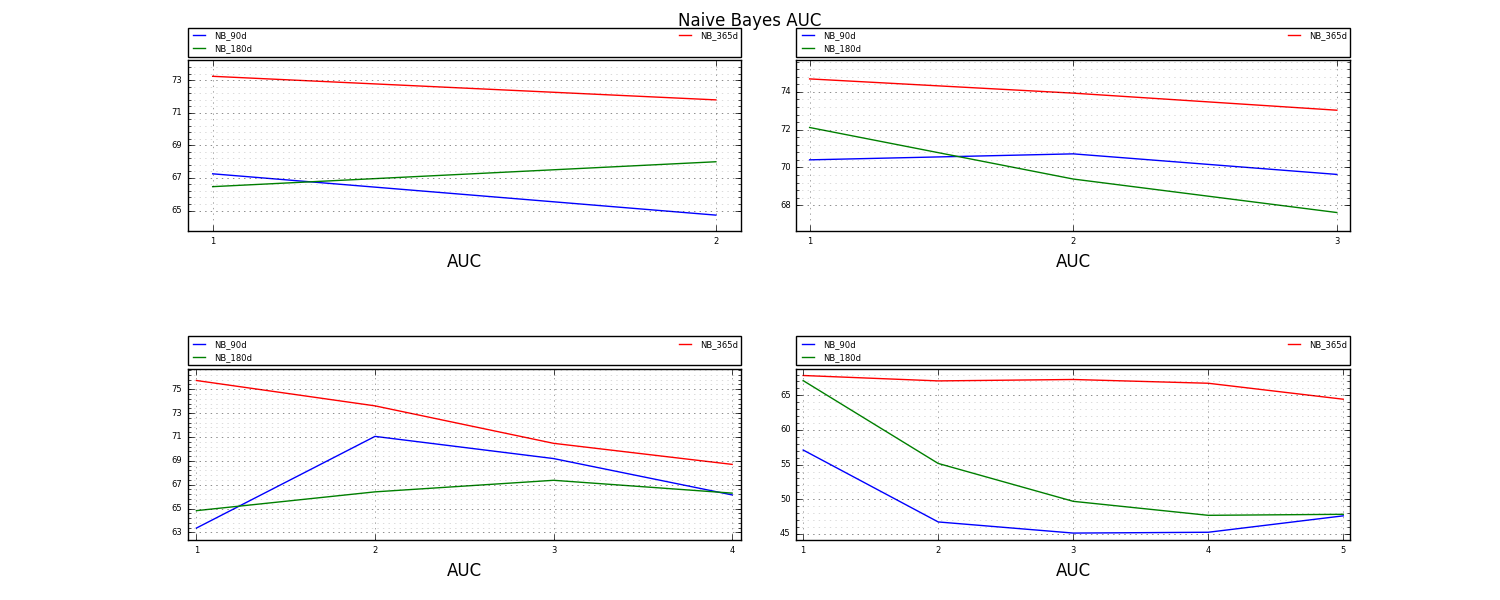 Naive Bayes AUC
NB_90d
NB_180d
NB_365d
73
71
69
67
65
1 2
AUC
NB_90d
NB_180d
NB_365d
74
72
70
68
1 2 3
AUC
NB_90d
NB_180d
NB_365d
75
73
71
69
67
65
63
1 2 3 4
AUC
NB_90d
NB_180d
NB_365d
65
60
55
50
45
1 2 3 4 5
AUC